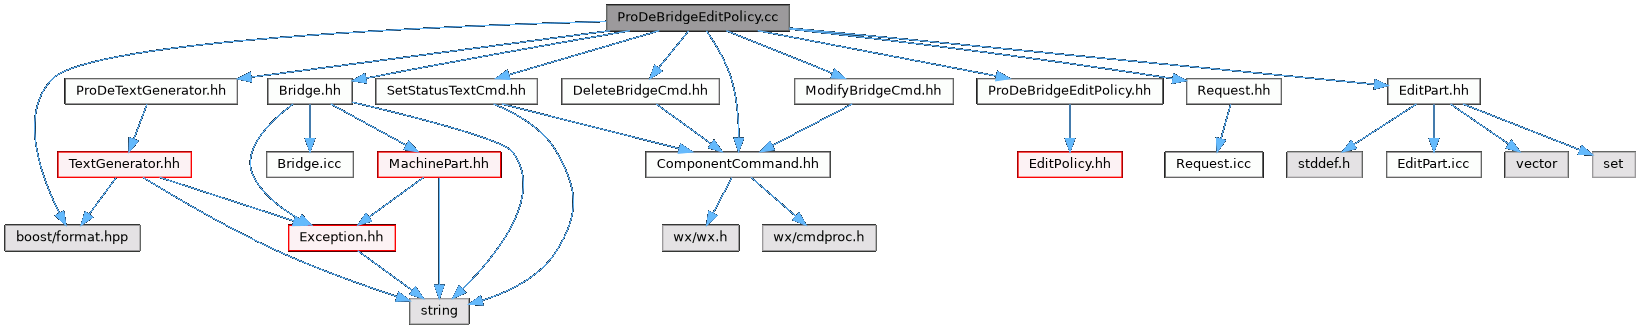 ProDeBridgeEditPolicy.cc
ProDeTextGenerator.hh
Bridge.hh
SetStatusTextCmd.hh
DeleteBridgeCmd.hh
ModifyBridgeCmd.hh
ProDeBridgeEditPolicy.hh
Request.hh
EditPart.hh
TextGenerator.hh
Bridge.icc
MachinePart.hh
ComponentCommand.hh
EditPolicy.hh
Request.icc
stddef.h
EditPart.icc
vector
set
boost/format.hpp
Exception.hh
wx/wx.h
wx/cmdproc.h
string